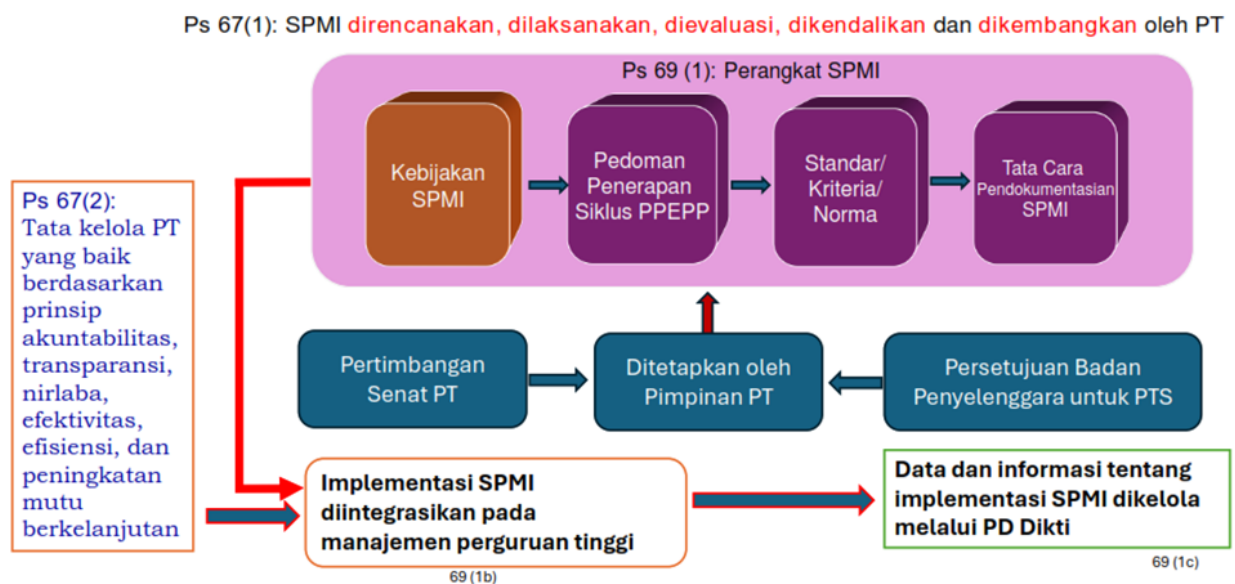 Ps 67(1): SPMI direncanakan, dilaksanakan, dievaluasi, dikendalikan dan dikembangkan oleh PT
Ps 69 (1): Perangkat SPMI
Kebijakan
SPMI
Pedoman
Penerapan
Siklus PPEPP
Standar/
Kriteria/
Norma
Tata Cara
Pendokumentasian
SPMI
Ps 67(2):
Tata kelola PT
yang baik
berdasarkan
prinsip
akuntabilitas,
transparansi,
nirlaba,
efektivitas,
efisiensi, dan
peningkatan
mutu
berkelanjutan
Pertimbangan
Senat PT
Ditetapkan oleh
Pimpinan PT
Persetujuan Badan
Penyelenggara untuk PTS
Implementasi SPMI
diintegrasikan pada
manajemen perguruan tinggi
69 (1b)
Data dan informasi tentang
implementasi SPMI dikelola
melalui PD Dikti
69 (1c)